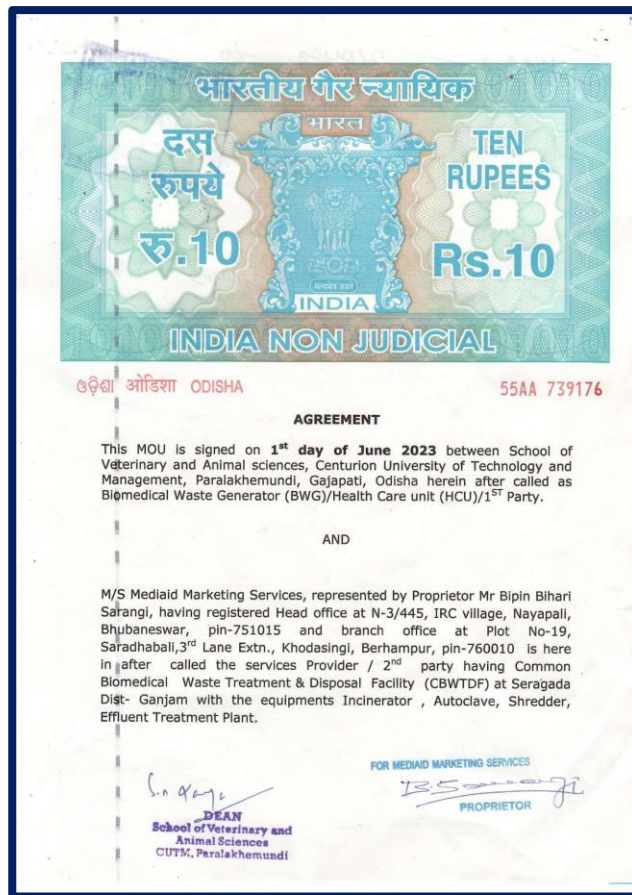 भारतीय गैर न्यायिक
भारत
दस
रुपये
रु.10
TEN
RUPEES
Rs.10
सत्यमेव जयते
INDIA
INDIA NON JUDICIAL
ଓଡ଼ିଶା ओडिशा ODISHA
55AA 739176
AGREEMENT
This MOU is signed on 1st day of June 2023 between School of
Veterinary and Animal sciences, Centurion University of Technology and
Management, Paralakhemundi, Gajapati, Odisha herein after called as
Biomedical Waste Generator (BWG)/Health Care unit (HCU)/1ST Party.
AND
M/S Mediaid Marketing Services, represented by Proprietor Mr Bipin Bihari
Sarangi, having registered Head office at N-3/445, IRC village, Nayapali,
Bhubaneswar, pin-751015 and branch office at Plot No-19,
Saradhabali,3rd Lane Extn., Khodasingi, Berhampur, pin-760010 is here
in after called the services Provider / 2nd party having Common
Biomedical Waste Treatment & Disposal Facility (CBWTDF) at Seragada
Dist- Ganjam with the equipments Incinerator , Autoclave, Shredder,
Effluent Treatment Plant.
FOR MEDIAID MARKETING SERVICES
PROPRIETOR
DEAN
School of Veterinary and
Animal Sciences
CUTM, Paralakhemundi